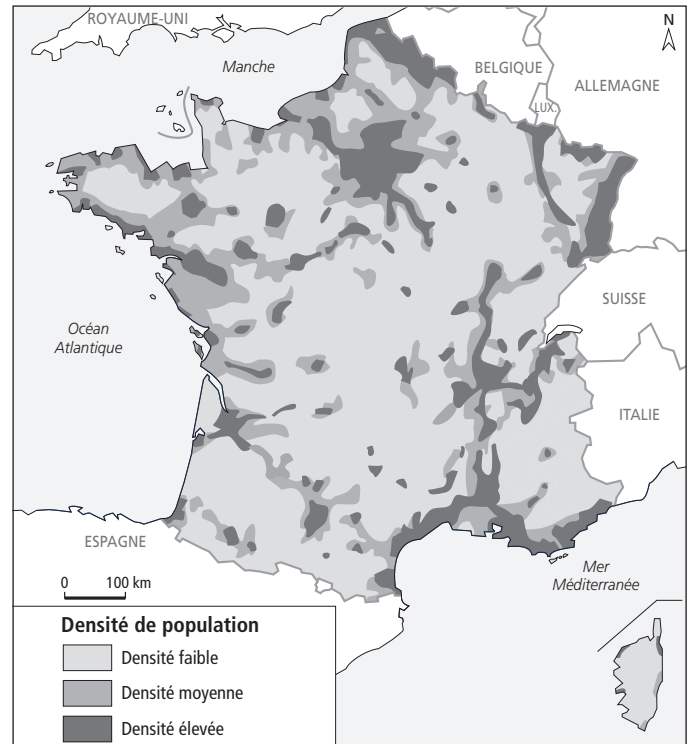 ROYAUME-UNI
N
Manche
BELGIQUE
ALLEMAGNE
LUX.
SUISSE
Océan
Atlantique
ITALIE
ESPAGNE
Mer
Méditerranée
0 100 km
Densité de population
Densité faible
Densité moyenne
Densité élevée